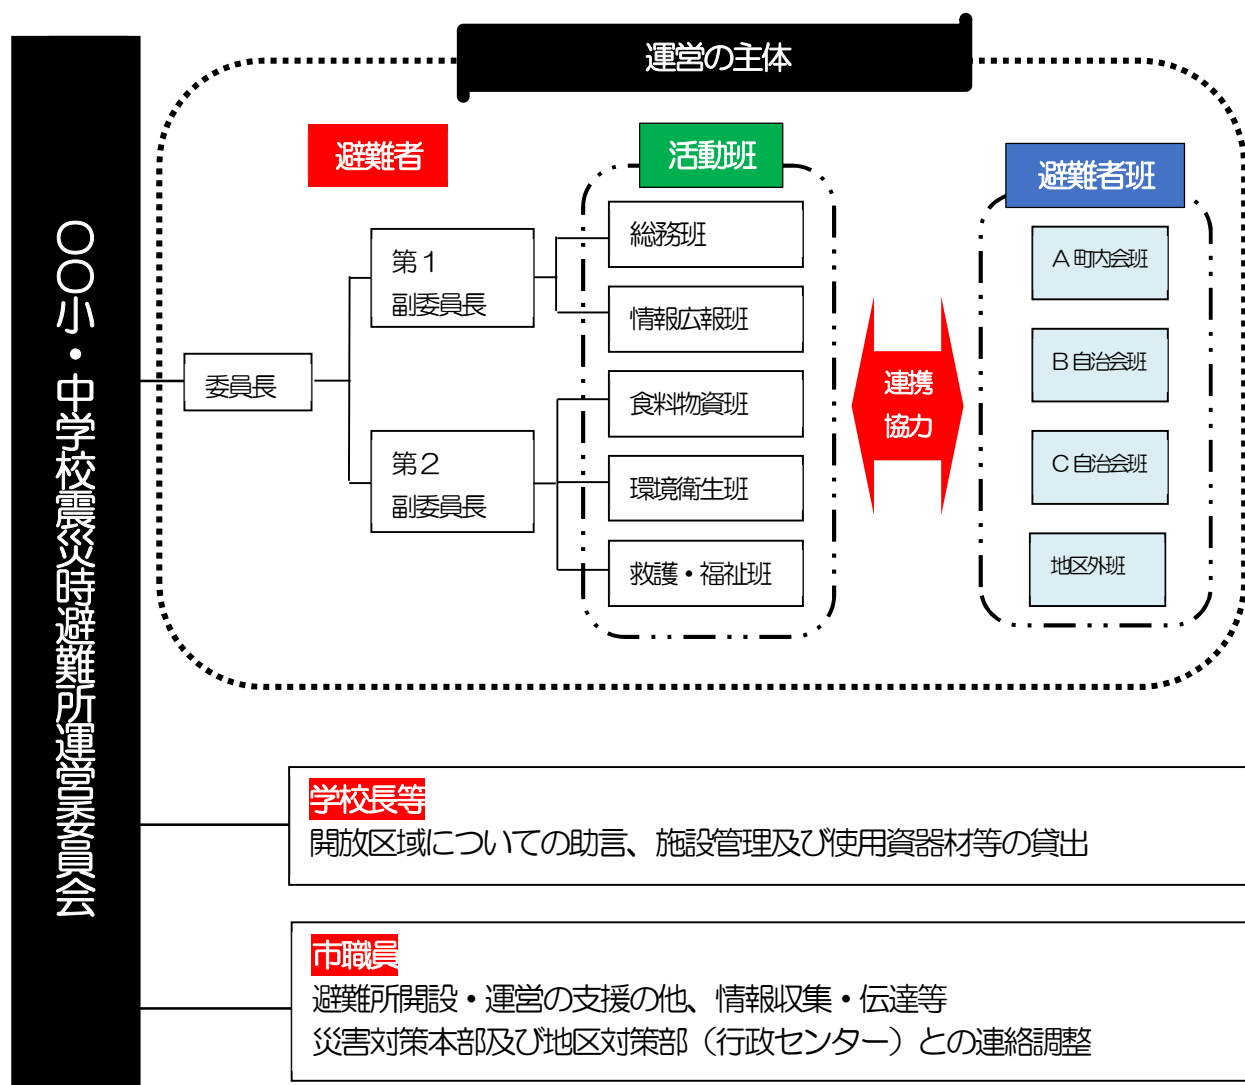 運営の主体
〇〇小・中学校震災時避難所運営委員会
避難者
活動班
避難者班
委員長
第1
副委員長
第2
副委員長
総務班
情報広報班
食料物資班
環境衛生班
救護・福祉班
連携
協力
A町内会班
B自治会班
C自治会班
地区外班
学校長等
開放区域についての助言、施設管理及び使用資器材等の貸出
市職員
避難所開設・運営の支援の他、情報収集・伝達等
災害対策本部及び地区対策部（行政センター）との連絡調整